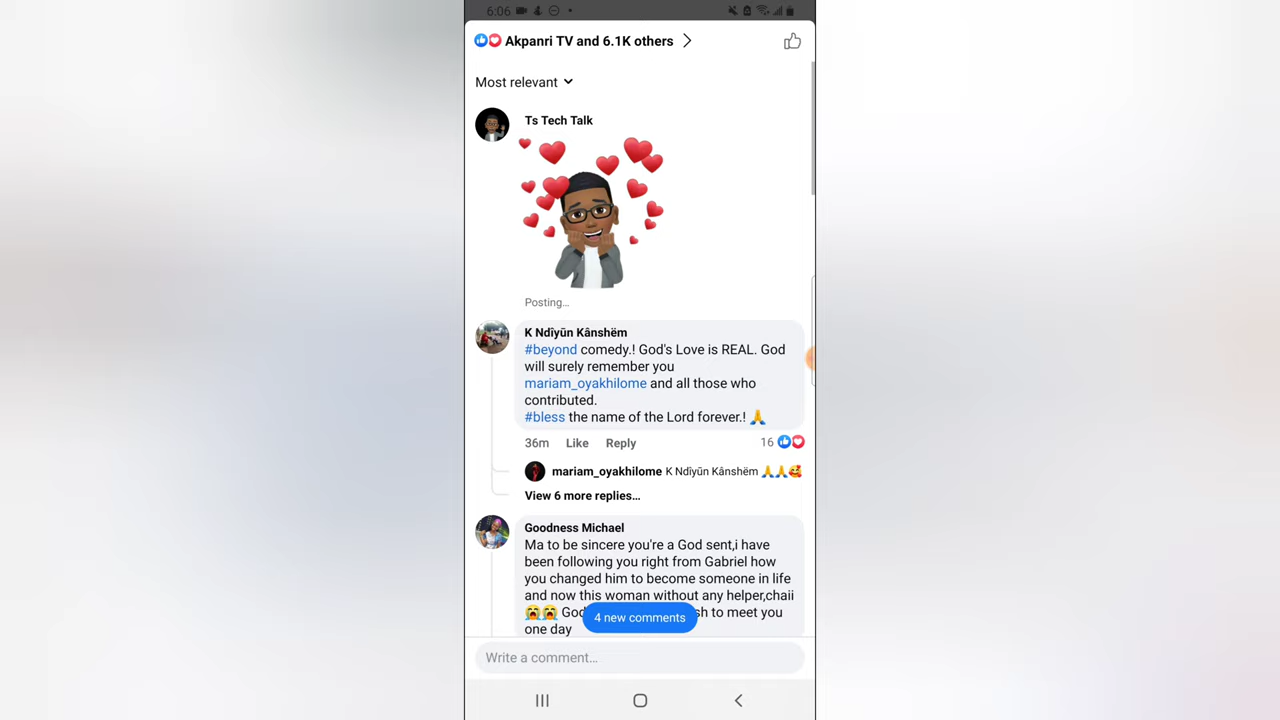 6:06
Akpanri TV and 6.1K others
Most relevant
Ts Tech Talk
Posting...
K Ndīyūn Kânshëm
#beyond comedy.! God's Love is REAL. God
will surely remember you
mariam_oyakhilome and all those who
contributed.
#bless the name of the Lord forever.! 🙏
36m Like Reply 16
mariam_oyakhilome K Ndīyūn Kânshëm 🙏🙏🥰
View 6 more replies...
Goodness Michael
Ma to be sincere you're a God sent,i have
been following you right from Gabriel how
you changed him to become someone in life
and now this woman without any helper,chaii
😭😭 to meet you
4 new comments
one day
Write a comment...